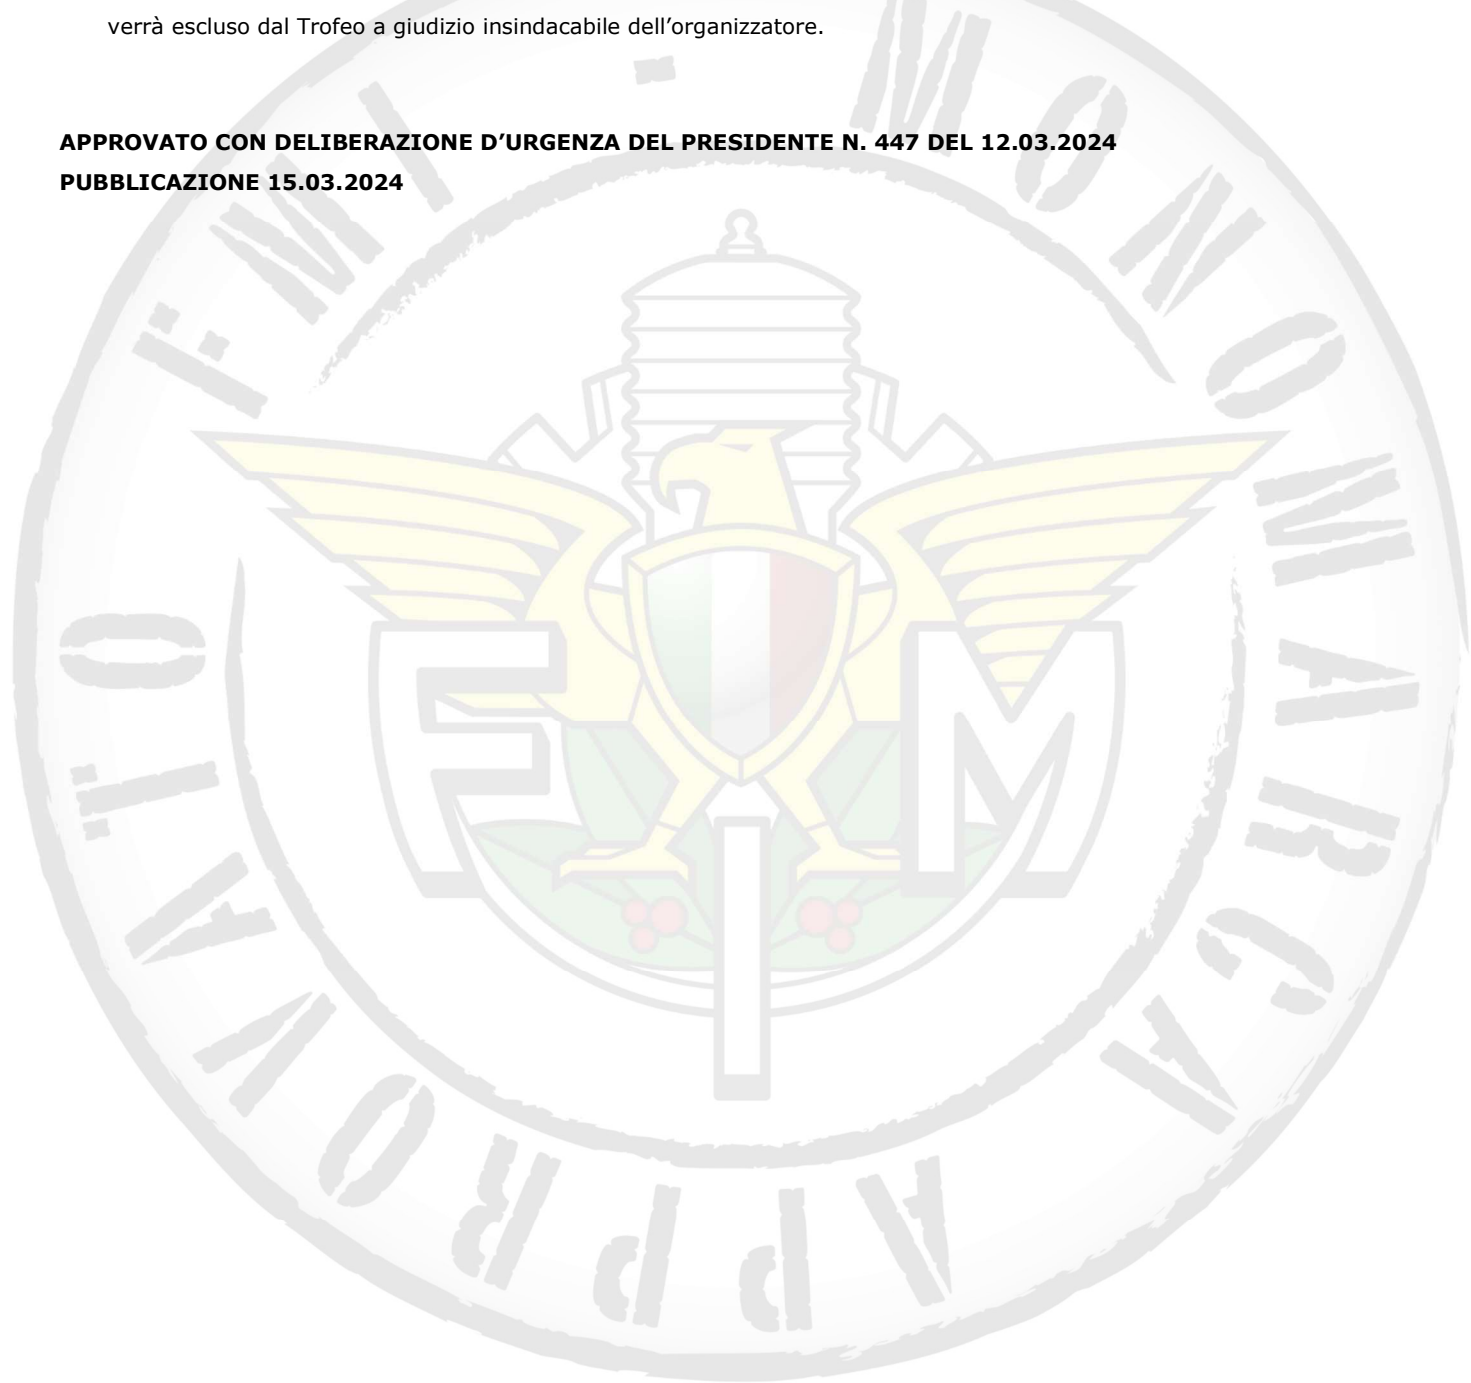 verrà escluso dal Trofeo a giudizio insindacabile dell’organizzatore.
APPROVATO CON DELIBERAZIONE D’URGENZA DEL PRESIDENTE N. 447 DEL 12.03.2024
PUBBLICAZIONE 15.03.2024
FMI - MONOMARCA
APPROVATO
F M I